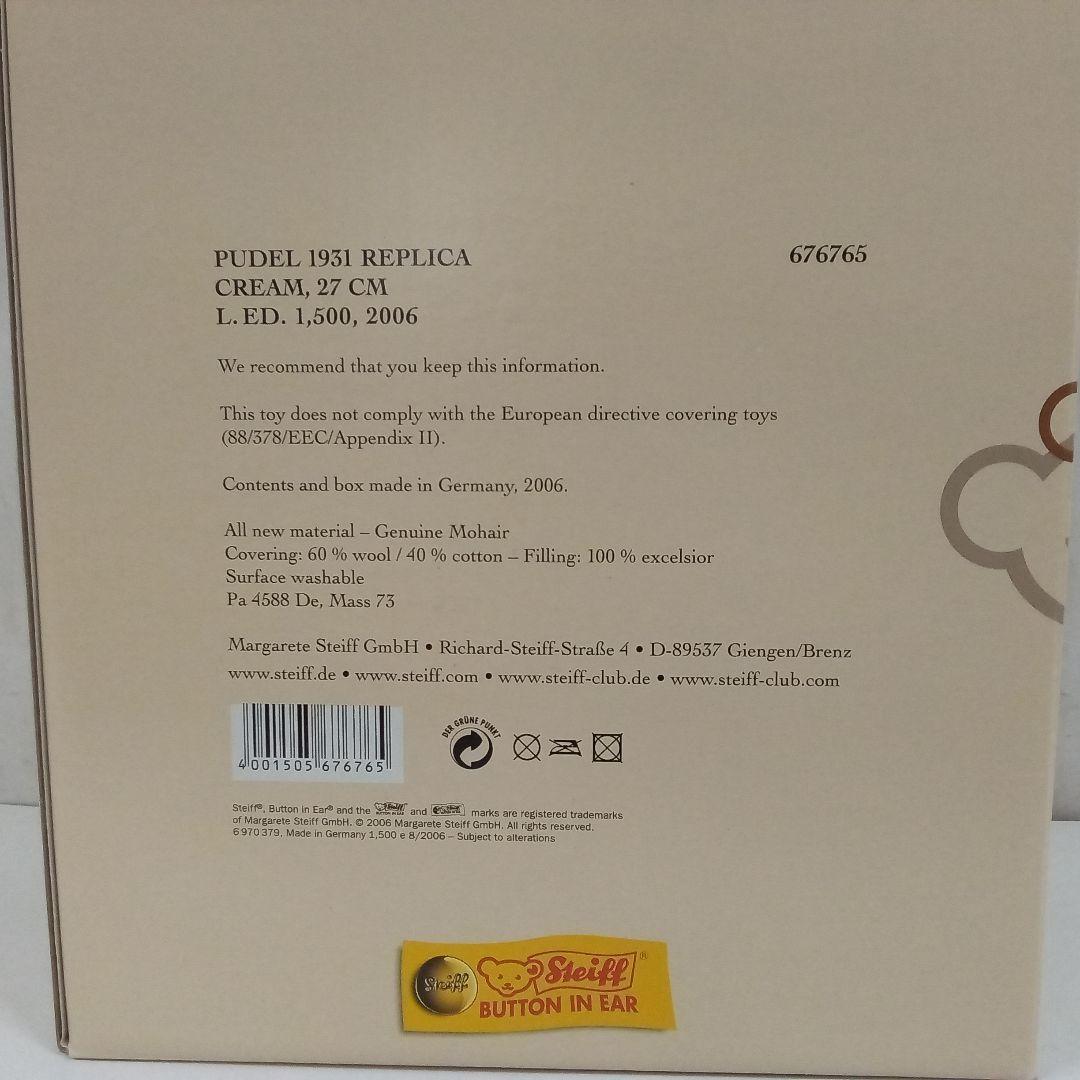 PUDEL 1931 REPLICA
676765
CREAM, 27 CM
L. ED. 1,500, 2006
We recommend that you keep this information.
This toy does not comply with the European directive covering toys
(88/378/EEC/Appendix II).
Contents and box made in Germany, 2006.
All new material – Genuine Mohair
Covering: 60 % wool / 40 % cotton – Filling: 100 % excelsior
Surface washable
Pa 4588 De, Mass 73
Margarete Steiff GmbH • Richard-Steiff-Straße 4 • D-89537 Giengen/Brenz
www.steiff.de • www.steiff.com • www.steiff-club.de • www.steiff-club.com
4 001505 676765
DER GRÜNE PUNKT
Steiff®, Button in Ear® and the Steiff BUTTON IN EAR and marks are registered trademarks
of Margarete Steiff GmbH. © 2006 Margarete Steiff GmbH. All rights reserved.
6 970 379, Made in Germany 1,500 e 8/2006 – Subject to alterations
Steiff
Steiff®
BUTTON IN EAR